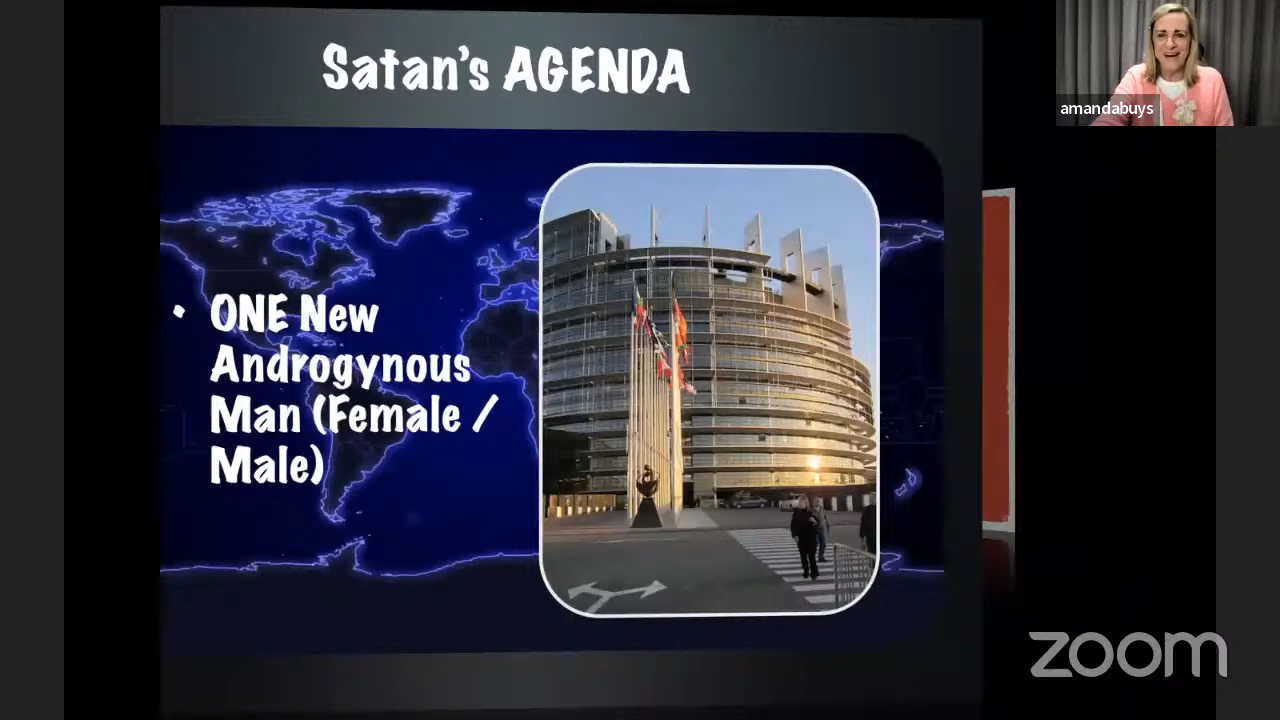 Satan's AGENDA
amandabuys
• ONE New
Androgynous
Man (Female /
Male)
zoom